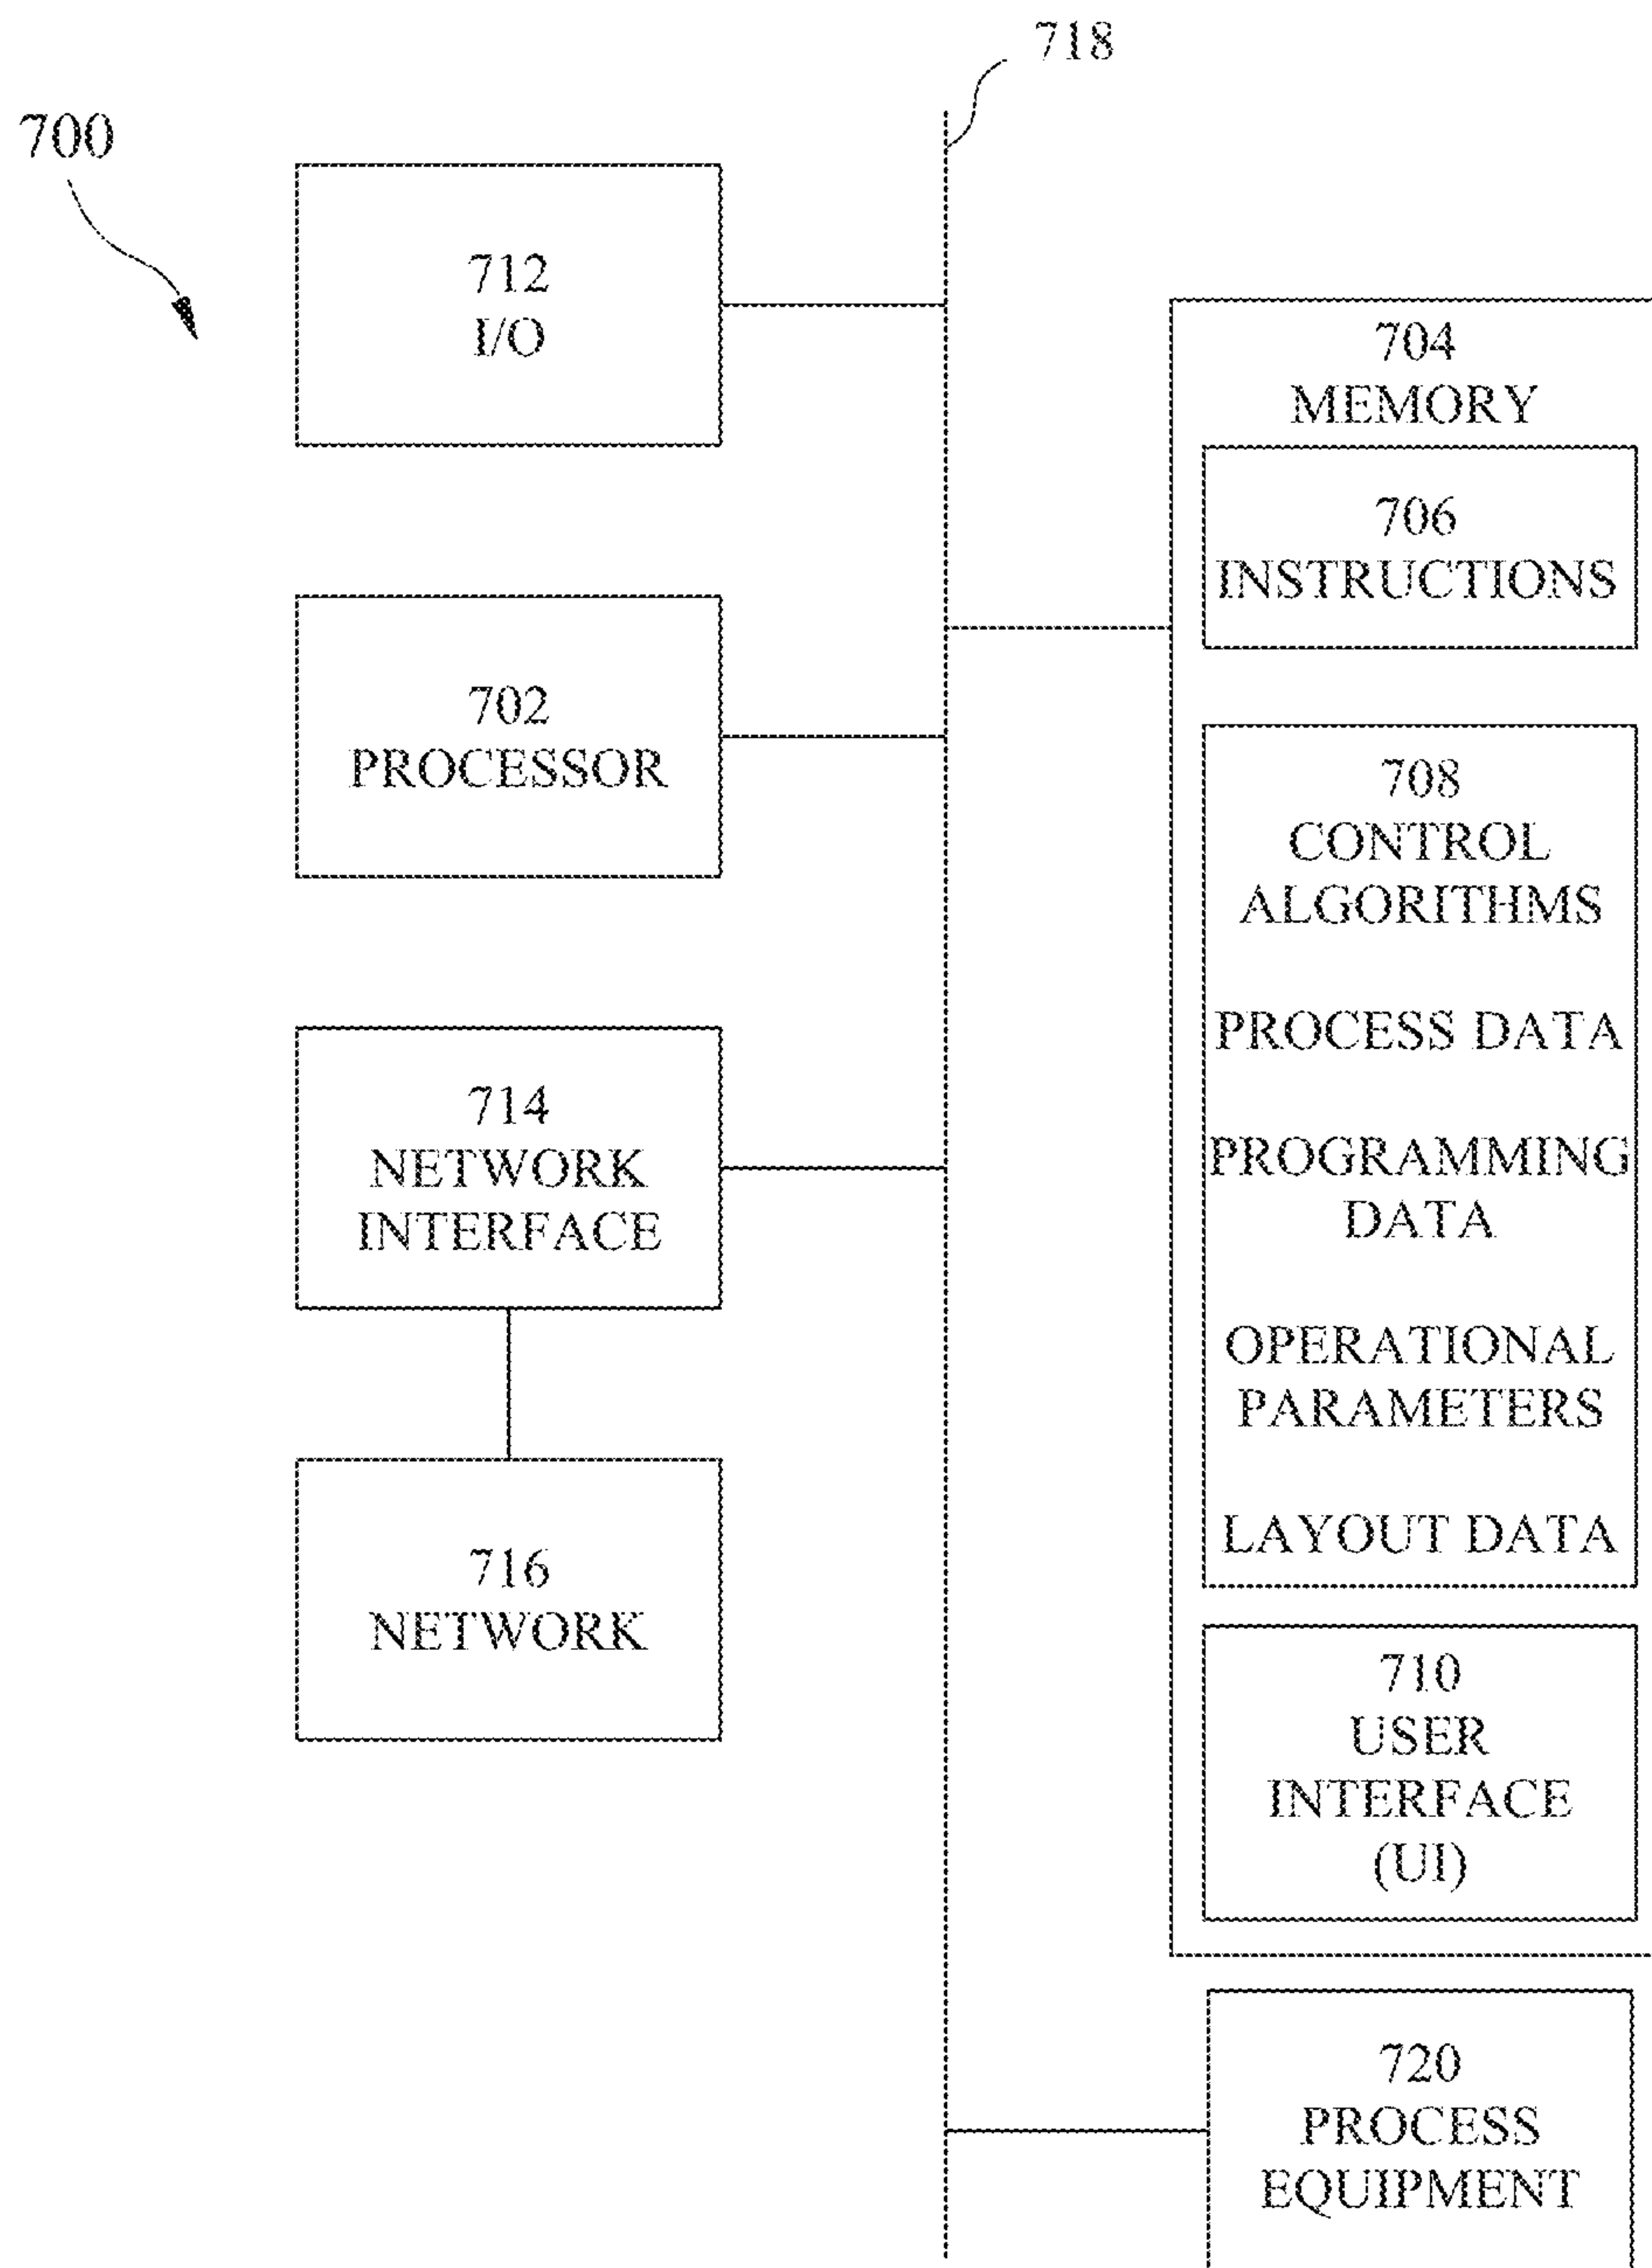 718
700
712
I/O
704
MEMORY
706
INSTRUCTIONS
702
PROCESSOR
708
CONTROL
ALGORITHMS
PROCESS DATA
PROGRAMMING
DATA
OPERATIONAL
PARAMETERS
LAYOUT DATA
714
NETWORK
INTERFACE
716
NETWORK
710
USER
INTERFACE
(UI)
720
PROCESS
EQUIPMENT